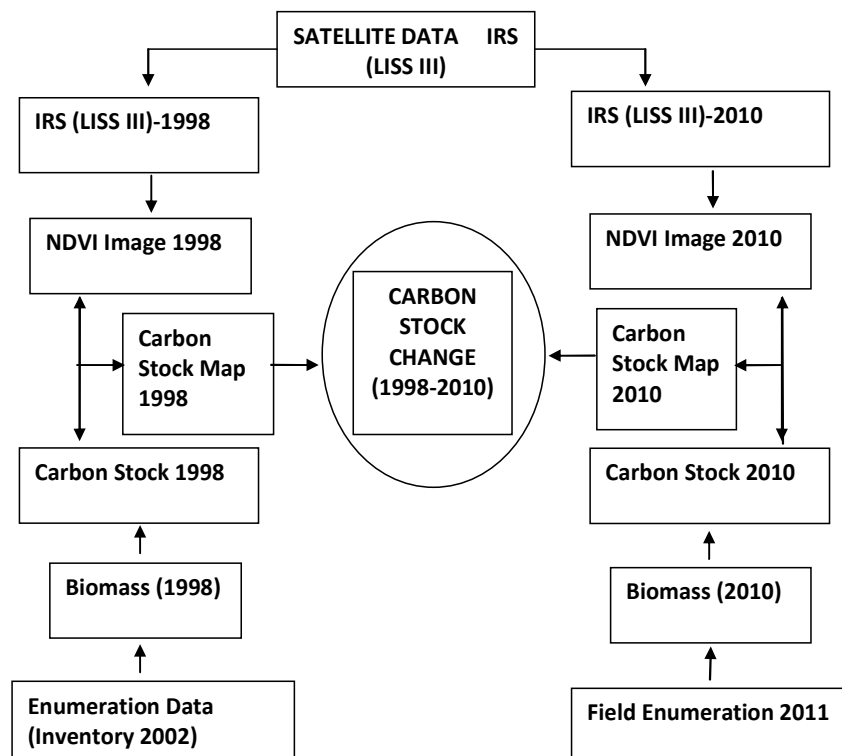 SATELLITE DATA IRS
(LISS III)
IRS (LISS III)-1998
IRS (LISS III)-2010
NDVI Image 1998
NDVI Image 2010
CARBON
STOCK
CHANGE
(1998-2010)
Carbon
Stock Map
1998
Carbon
Stock Map
2010
Carbon Stock 1998
Carbon Stock 2010
Biomass (1998)
Biomass (2010)
Enumeration Data
(Inventory 2002)
Field Enumeration 2011